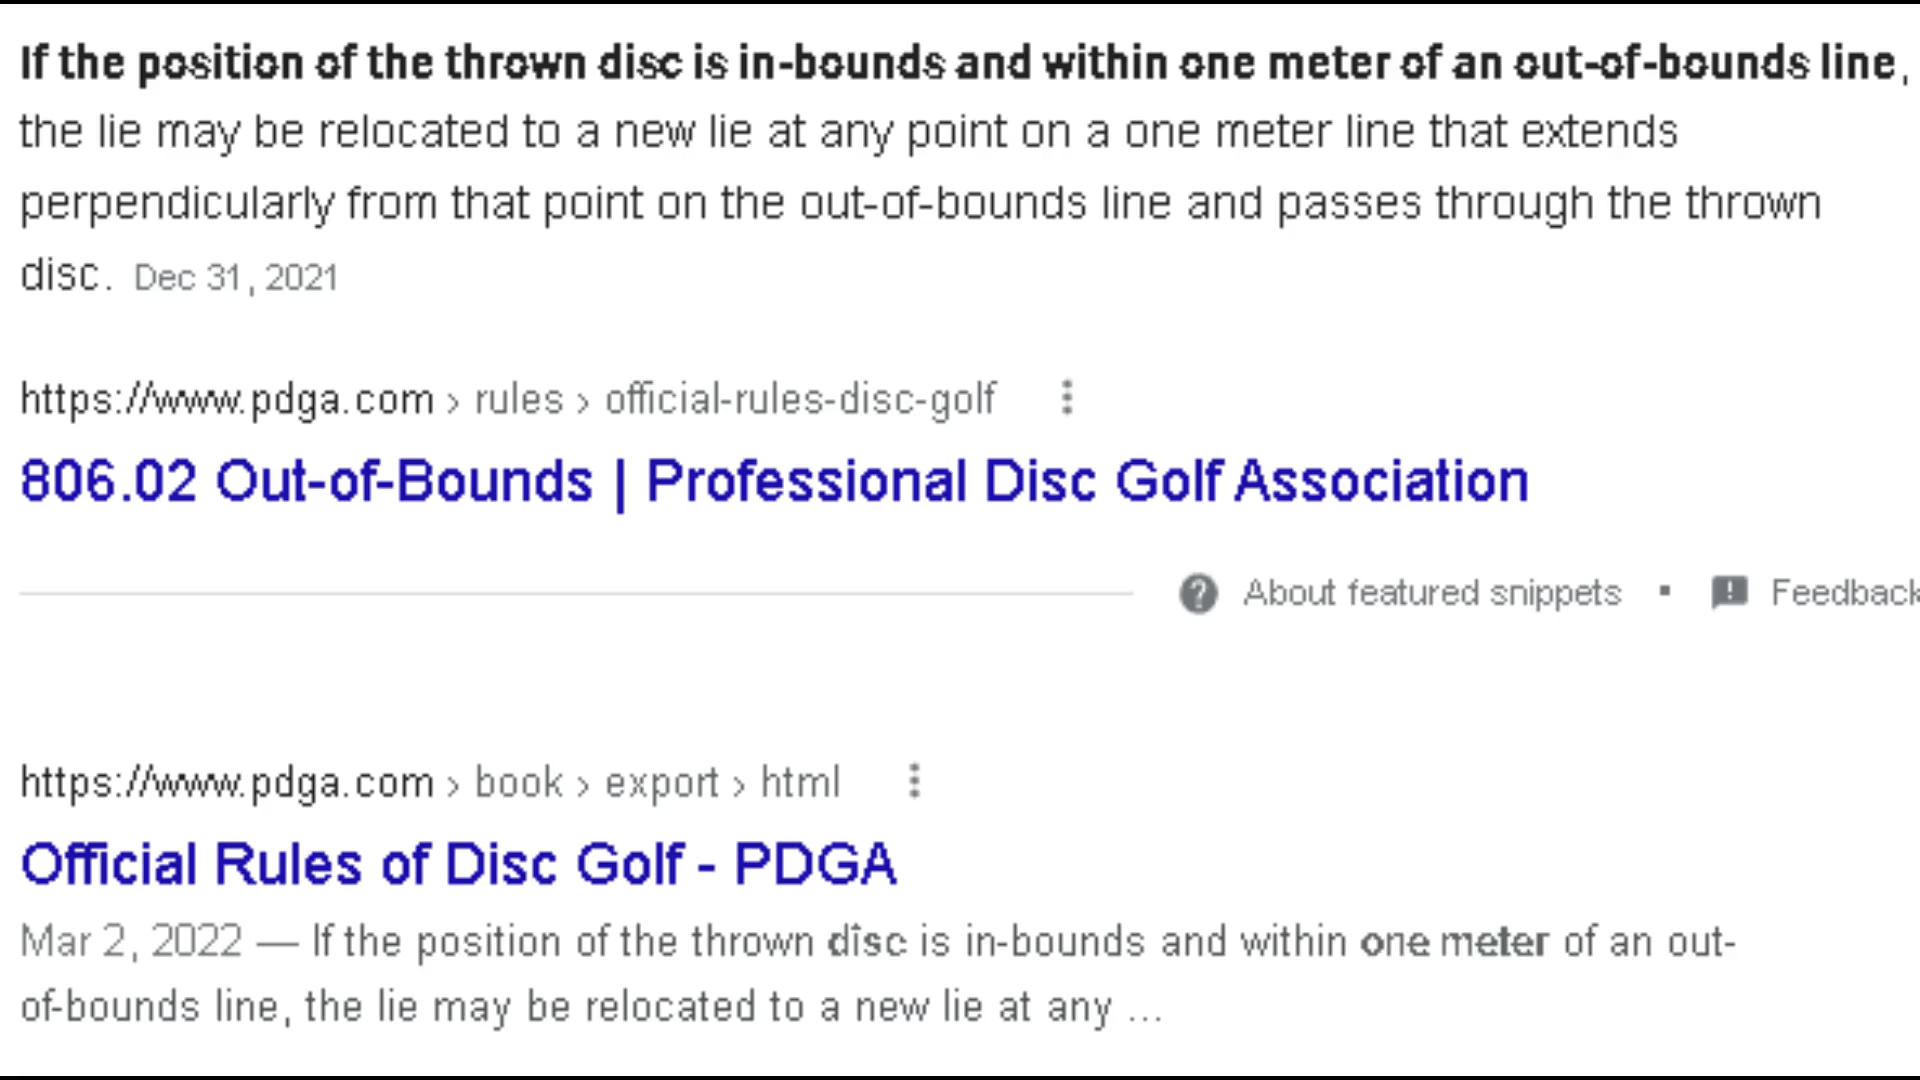 If the position of the thrown disc is in-bounds and within one meter of an out-of-bounds line,
the lie may be relocated to a new lie at any point on a one meter line that extends
perpendicularly from that point on the out-of-bounds line and passes through the thrown
disc. Dec 31, 2021
https://www.pdga.com › rules › official-rules-disc-golf
806.02 Out-of-Bounds | Professional Disc Golf Association
About featured snippets • Feedback
https://www.pdga.com › book › export › html
Official Rules of Disc Golf - PDGA
Mar 2, 2022 — If the position of the thrown disc is in-bounds and within one meter of an out-
of-bounds line, the lie may be relocated to a new lie at any ...